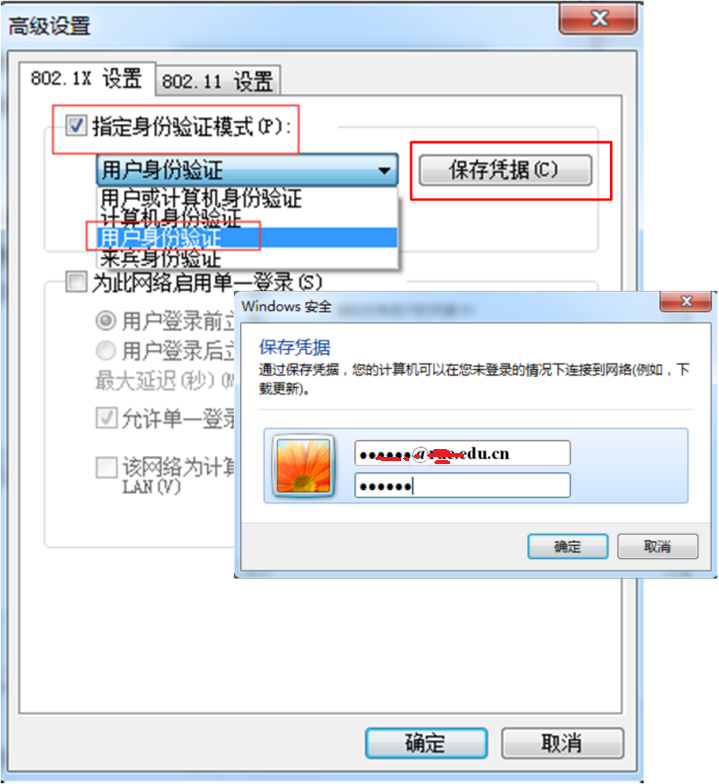 高级设置
802.1X 设置
802.11 设置
指定身份验证模式(P):
用户身份验证
保存凭据(C)
用户或计算机身份验证
计算机身份验证
用户身份验证
来宾身份验证
为此网络启用单一登录(S)
用户登录前立
用户登录后立
最大延迟(秒)(M
允许单一登录
该网络为计算
LAN(V)
Windows 安全
保存凭据
通过保存凭据，您的计算机可以在您未登录的情况下连接到网络(例如，下
载更新)。
●●●●●●@
.edu.cn
●●●●●●
确定
取消
确定
取消